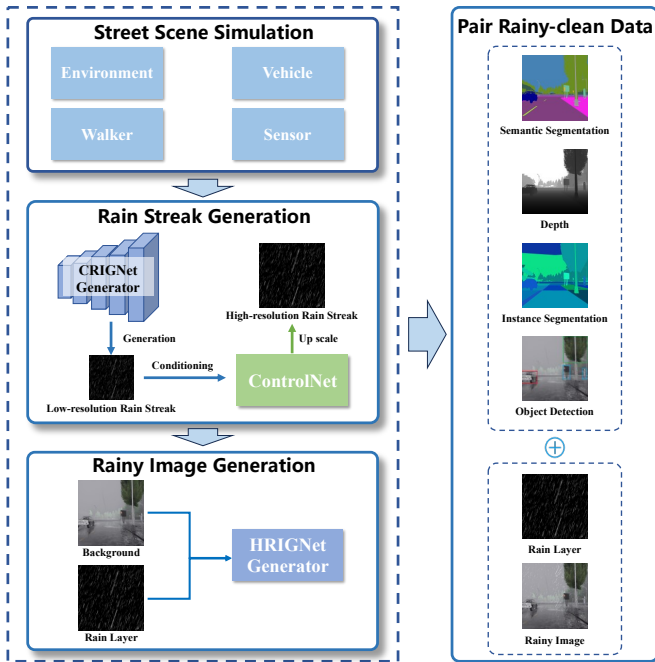 Street Scene Simulation
Environment
Vehicle
Walker
Sensor
Rain Streak Generation
CRIGNet
Generator
Generation
Low-resolution Rain Streak
Conditioning
High-resolution Rain Streak
Up scale
ControlNet
Rainy Image Generation
Background
Rain Layer
HRIGNet
Generator
Pair Rainy-clean Data
Semantic Segmentation
Depth
Instance Segmentation
Object Detection
Rain Layer
Rainy Image